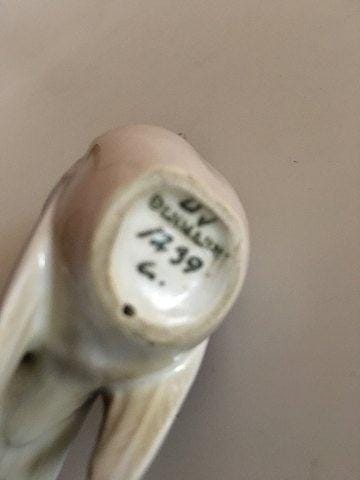 DV
DENMARK.
1239
C.